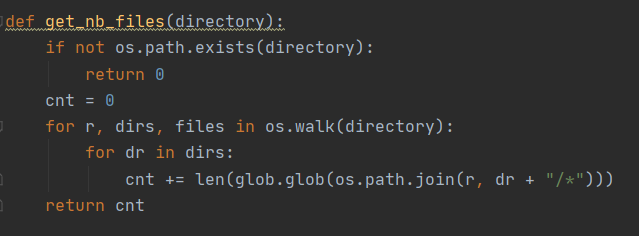 def get_nb_files(directory):
    if not os.path.exists(directory):
        return 0
    cnt = 0
    for r, dirs, files in os.walk(directory):
        for dr in dirs:
            cnt += len(glob.glob(os.path.join(r, dr + "/*")))
    return cnt